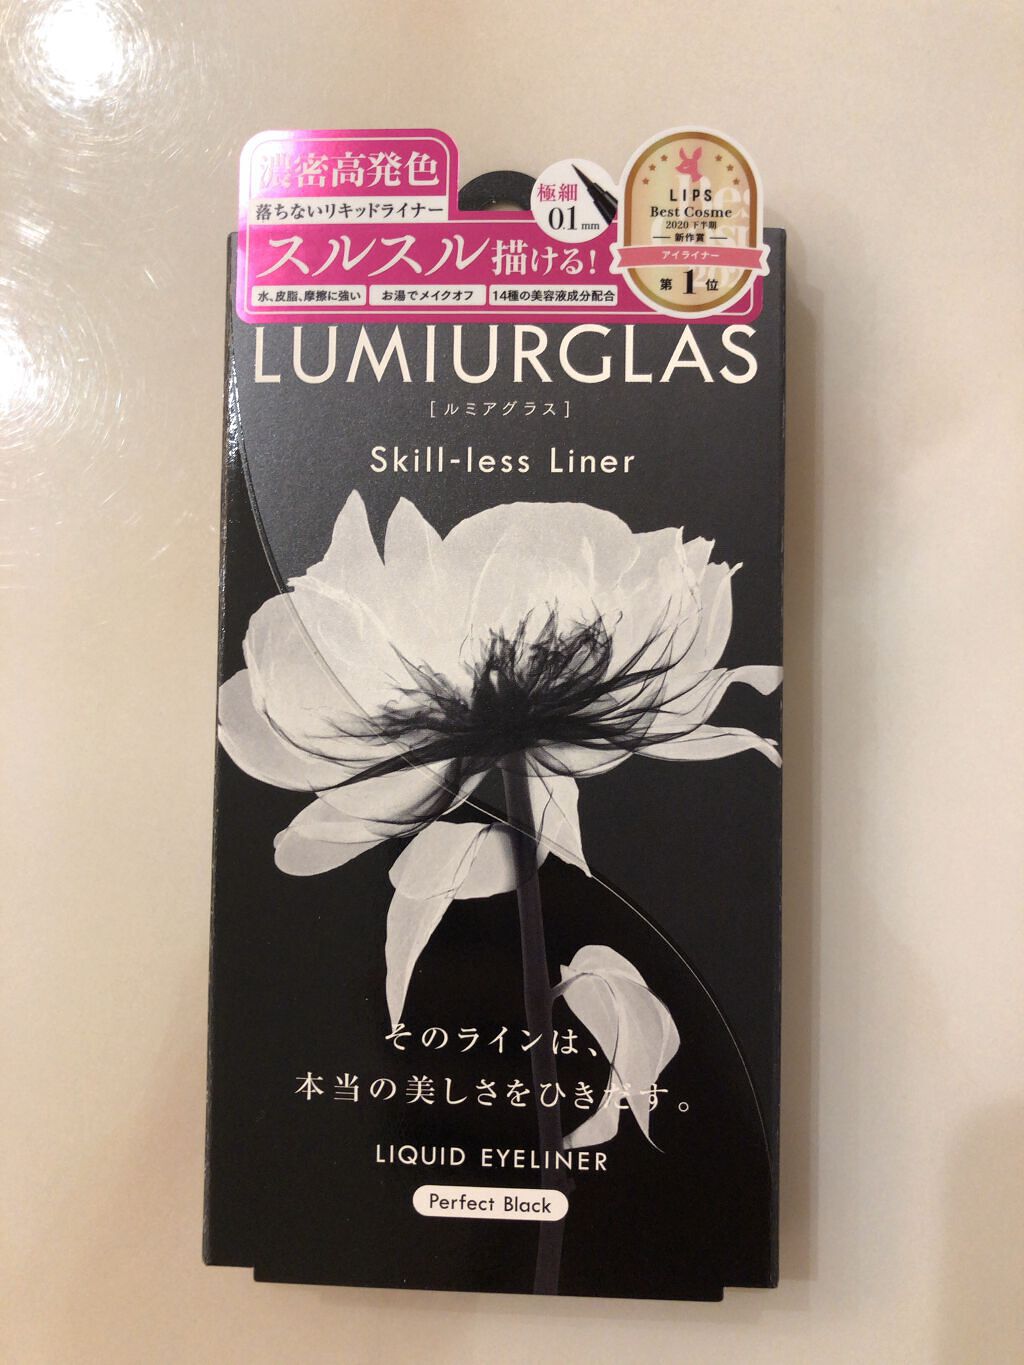 濃密高発色
落ちないリキッドライナー
極細
0.1mm
スルスル描ける!
水、皮脂、摩擦に強い
お湯でメイクオフ
14種の美容液成分配合
LIPS
Best Cosme
2020 下半期
新作賞
アイライナー
第1位
LUMIURGLAS
[ルミアグラス]
Skill-less Liner
そのラインは、
本当の美しさをひきだす。
LIQUID EYELINER
Perfect Black